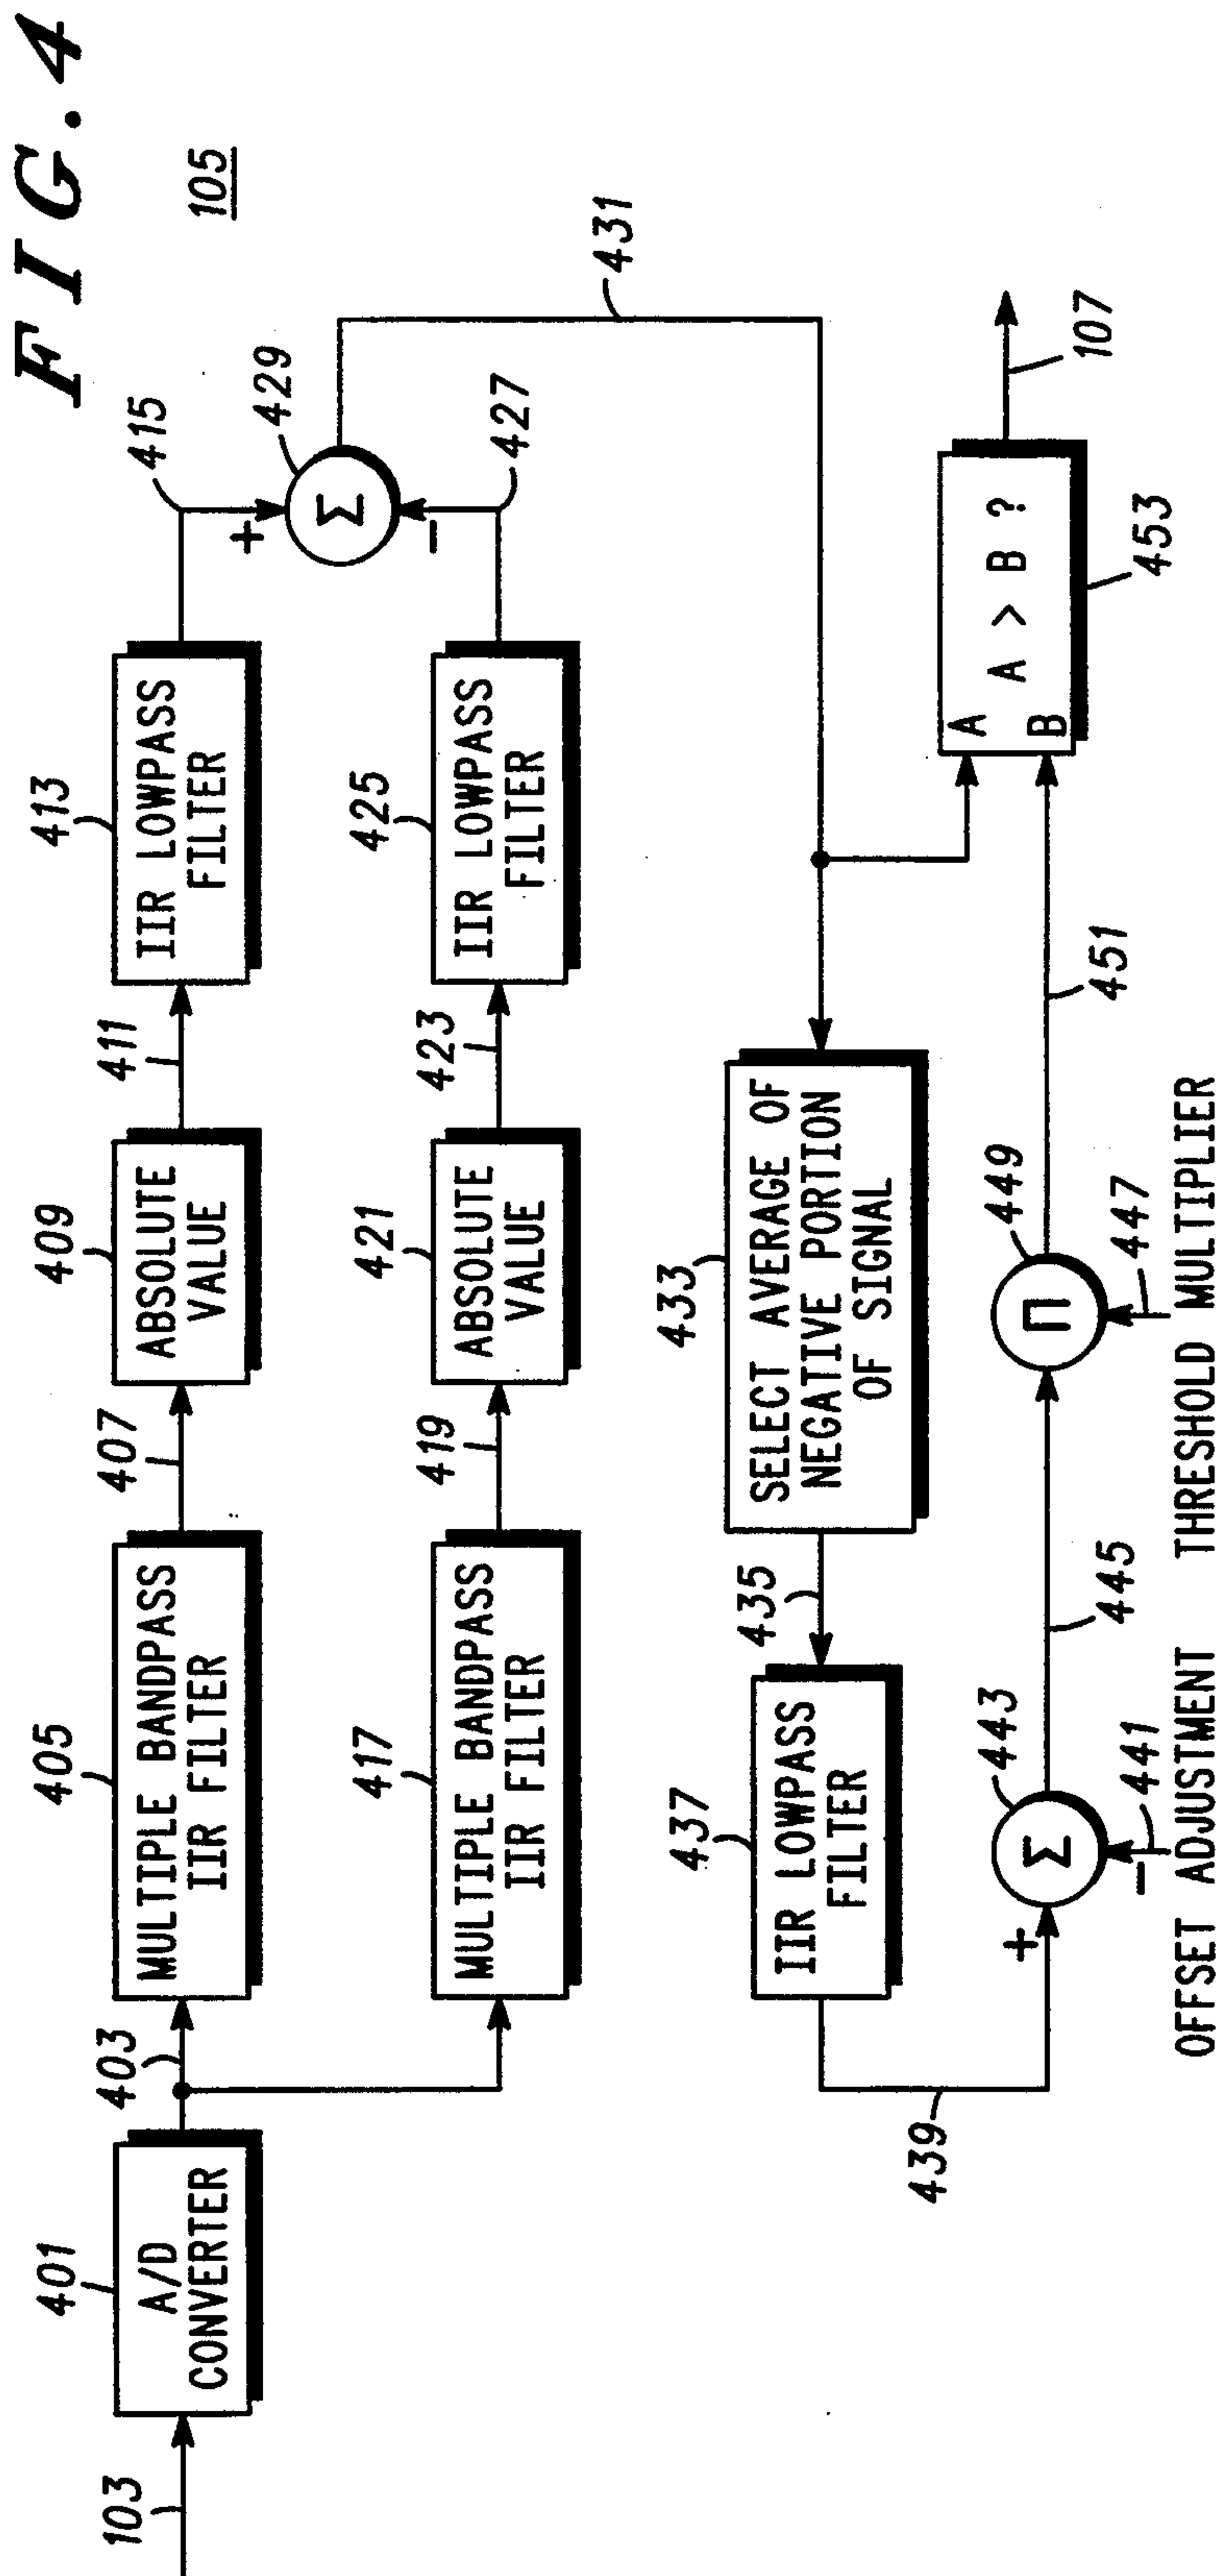 FIG.4
105
103
401
A/D
CONVERTER
403
405
MULTIPLE BANDPASS
IIR FILTER
407
409
ABSOLUTE
VALUE
411
413
IIR LOWPASS
FILTER
415
+
429
Σ
417
MULTIPLE BANDPASS
IIR FILTER
419
421
ABSOLUTE
VALUE
423
425
IIR LOWPASS
FILTER
427
−
431
433
SELECT AVERAGE OF
NEGATIVE PORTION
OF SIGNAL
435
437
IIR LOWPASS
FILTER
439
+
443
Σ
−
441
OFFSET ADJUSTMENT
445
449
Π
447
THRESHOLD MULTIPLIER
451
A
A > B ?
B
453
107